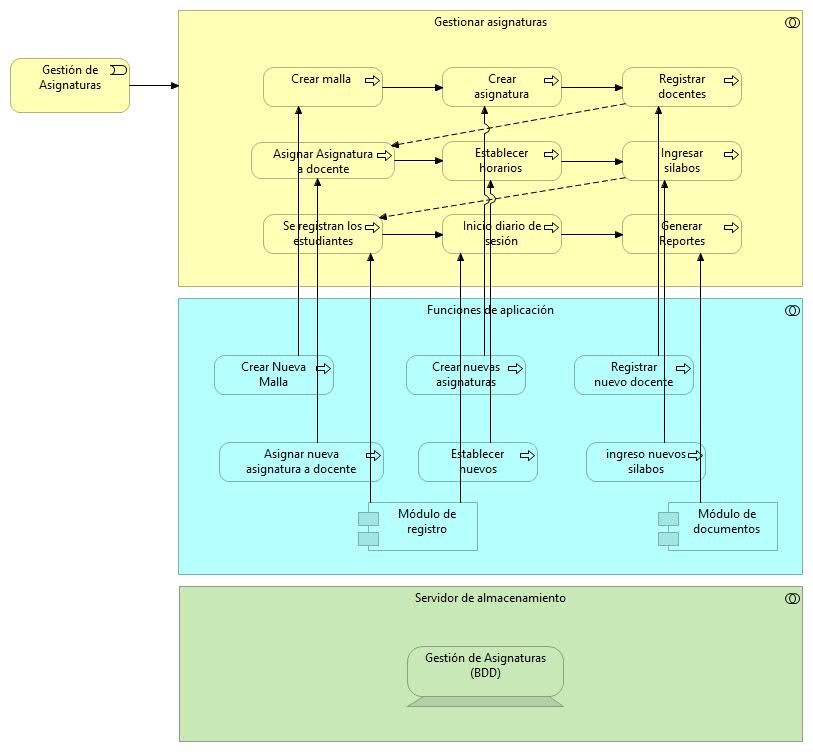 Gestionar asignaturas
Gestión de
Asignaturas
Crear malla
Crear
asignatura
Registrar
docentes
Asignar Asignatura
a docente
Establecer
horarios
Ingresar
silabos
Se registran los
estudiantes
Inicio diario de
sesión
Generar
Reportes
Funciones de aplicación
Crear Nueva
Malla
Crear nuevas
asignaturas
Registrar
nuevo docente
Asignar nueva
asignatura a docente
Establecer
nuevos
ingreso nuevos
silabos
Módulo de
registro
Módulo de
documentos
Servidor de almacenamiento
Gestión de Asignaturas
(BDD)